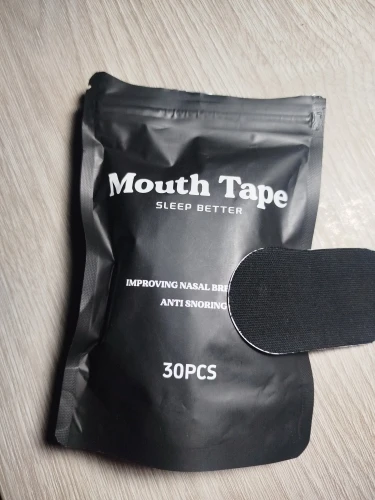 Mouth Tape
SLEEP BETTER
IMPROVING NASAL
ANTI SNORING
30PCS